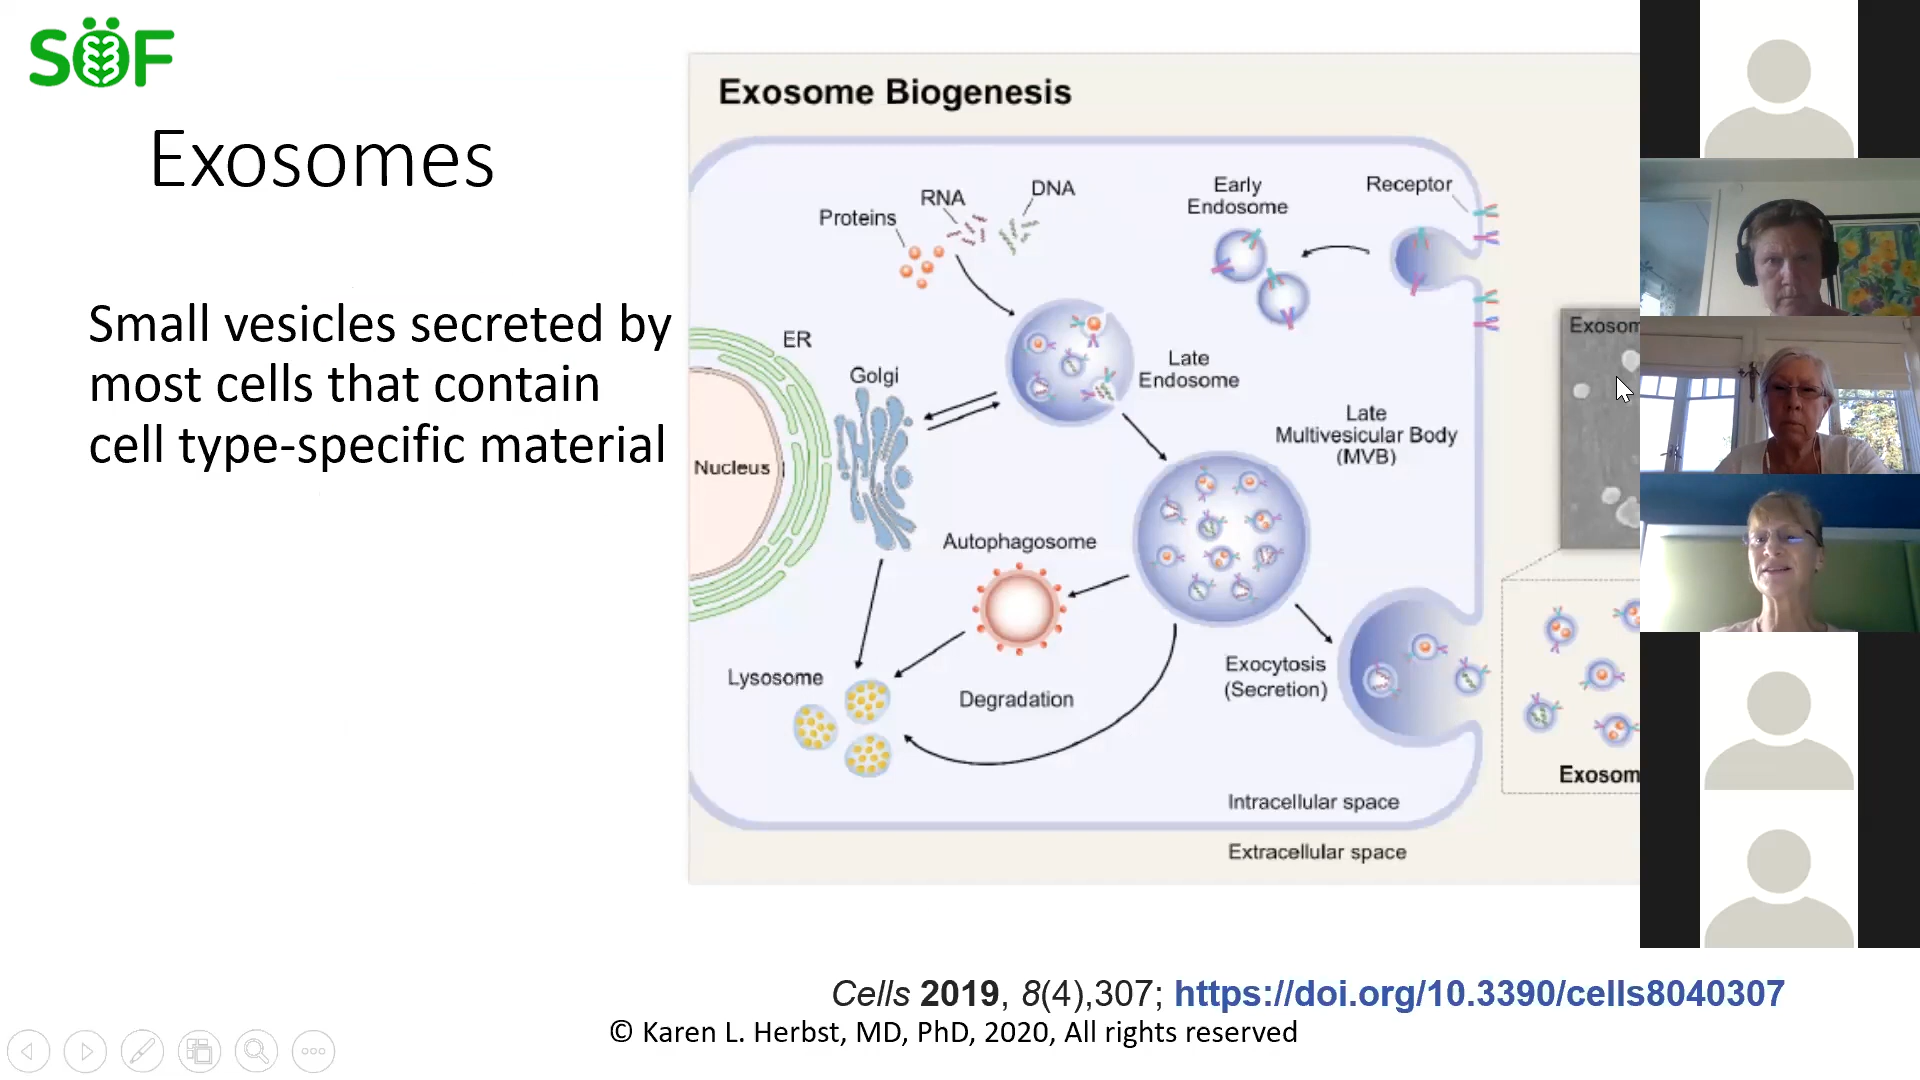 SÖF
Exosomes
Small vesicles secreted by
most cells that contain
cell type-specific material
Exosome Biogenesis
Proteins
RNA
DNA
Early
Endosome
Receptor
ER
Golgi
Late
Endosome
Late
Multivesicular Body
(MVB)
Nucleus
Autophagosome
Lysosome
Degradation
Exocytosis
(Secretion)
Intracellular space
Extracellular space
Exosom
Exosom
Cells 2019, 8(4),307; https://doi.org/10.3390/cells8040307
© Karen L. Herbst, MD, PhD, 2020, All rights reserved